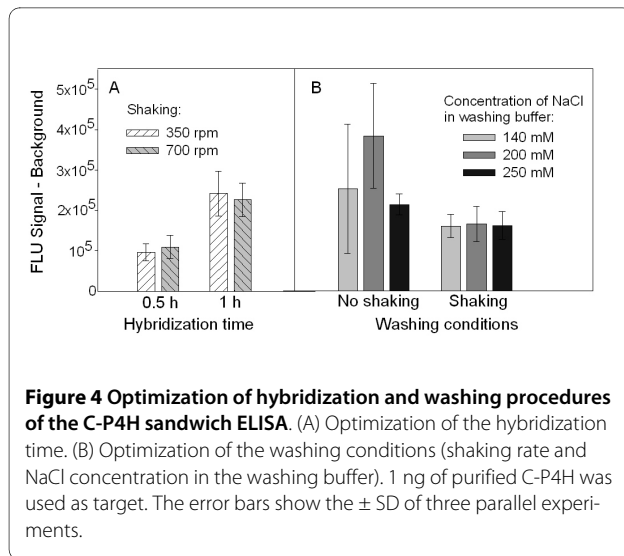 A
B
Shaking:
350 rpm
700 rpm
Concentration of NaCl
in washing buffer:
140 mM
200 mM
250 mM
FLU Signal - Background
5x10⁵
4x10⁵
3x10⁵
2x10⁵
10⁵
0
0.5 h 1 h
Hybridization time
No shaking Shaking
Washing conditions
Figure 4 Optimization of hybridization and washing procedures
of the C-P4H sandwich ELISA. (A) Optimization of the hybridization
time. (B) Optimization of the washing conditions (shaking rate and
NaCl concentration in the washing buffer). 1 ng of purified C-P4H was
used as target. The error bars show the ± SD of three parallel experi-
ments.